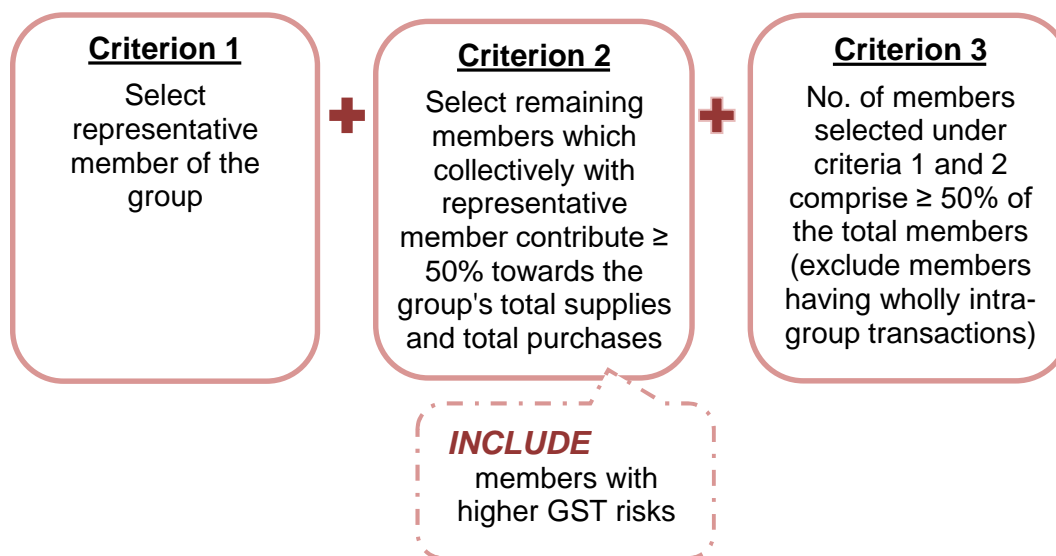 Criterion 1
Select
representative
member of the
group
Criterion 2
Select remaining
members which
collectively with
representative
member contribute ≥
50% towards the
group's total supplies
and total purchases
Criterion 3
No. of members
selected under
criteria 1 and 2
comprise ≥ 50% of
the total members
(exclude members
having wholly intra-
group transactions)
INCLUDE
members with
higher GST risks